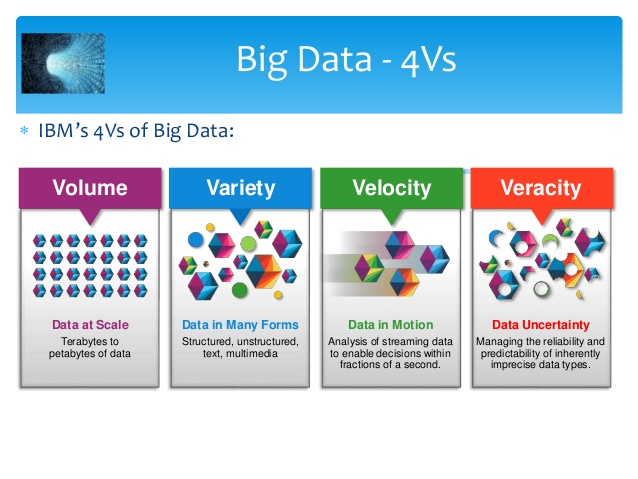 Big Data - 4Vs
IBM's 4Vs of Big Data:
Volume
Data at Scale
Terabytes to
petabytes of data
Variety
Data in Many Forms
Structured, unstructured,
text, multimedia
Velocity
Data in Motion
Analysis of streaming data
to enable decisions within
fractions of a second.
Veracity
Data Uncertainty
Managing the reliability and
predictability of inherently
imprecise data types.